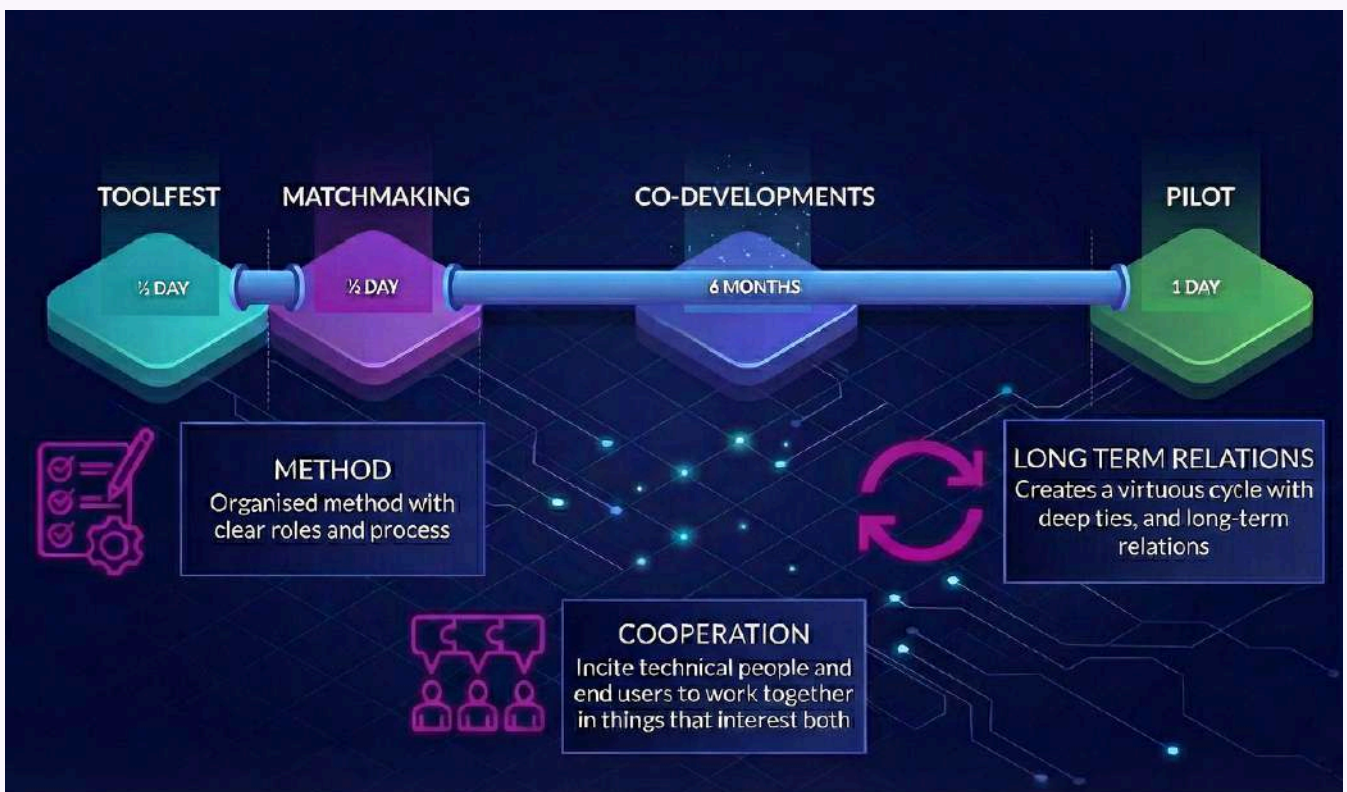 TOOLFEST
MATCHMAKING
CO-DEVELOPMENTS
PILOT
½ DAY
½ DAY
6 MONTHS
1 DAY
METHOD
Organised method with
clear roles and process
LONG TERM RELATIONS
Creates a virtuous cycle with
deep ties, and long-term
relations
COOPERATION
Incite technical people and
end users to work together
in things that interest both